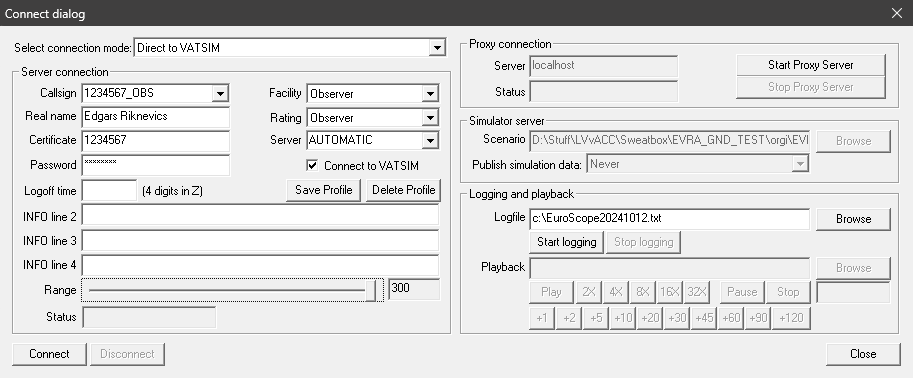 Connect dialog
Select connection mode: Direct to VATSIM
Server connection
Callsign 1234567_OBS Facility Observer
Real name Edgars Riknevics Rating Observer
Certificate 1234567 Server AUTOMATIC
Password ******** Connect to VATSIM
Logoff time (4 digits in Z) Save Profile Delete Profile
INFO line 2
INFO line 3
INFO line 4
Range 300
Status
Connect Disconnect
Proxy connection
Server localhost Start Proxy Server
Status Stop Proxy Server
Simulator server
Scenario D:\Stuff\LVvACC\Sweatbox\EVRA_GND_TEST\orgi\EVI Browse
Publish simulation data: Never
Logging and playback
Logfile c:\EuroScope20241012.txt Browse
Start logging Stop logging
Playback Browse
Play 2X 4X 8X 16X 32X Pause Stop
+1 +2 +5 +10 +20 +30 +45 +60 +90 +120
Close